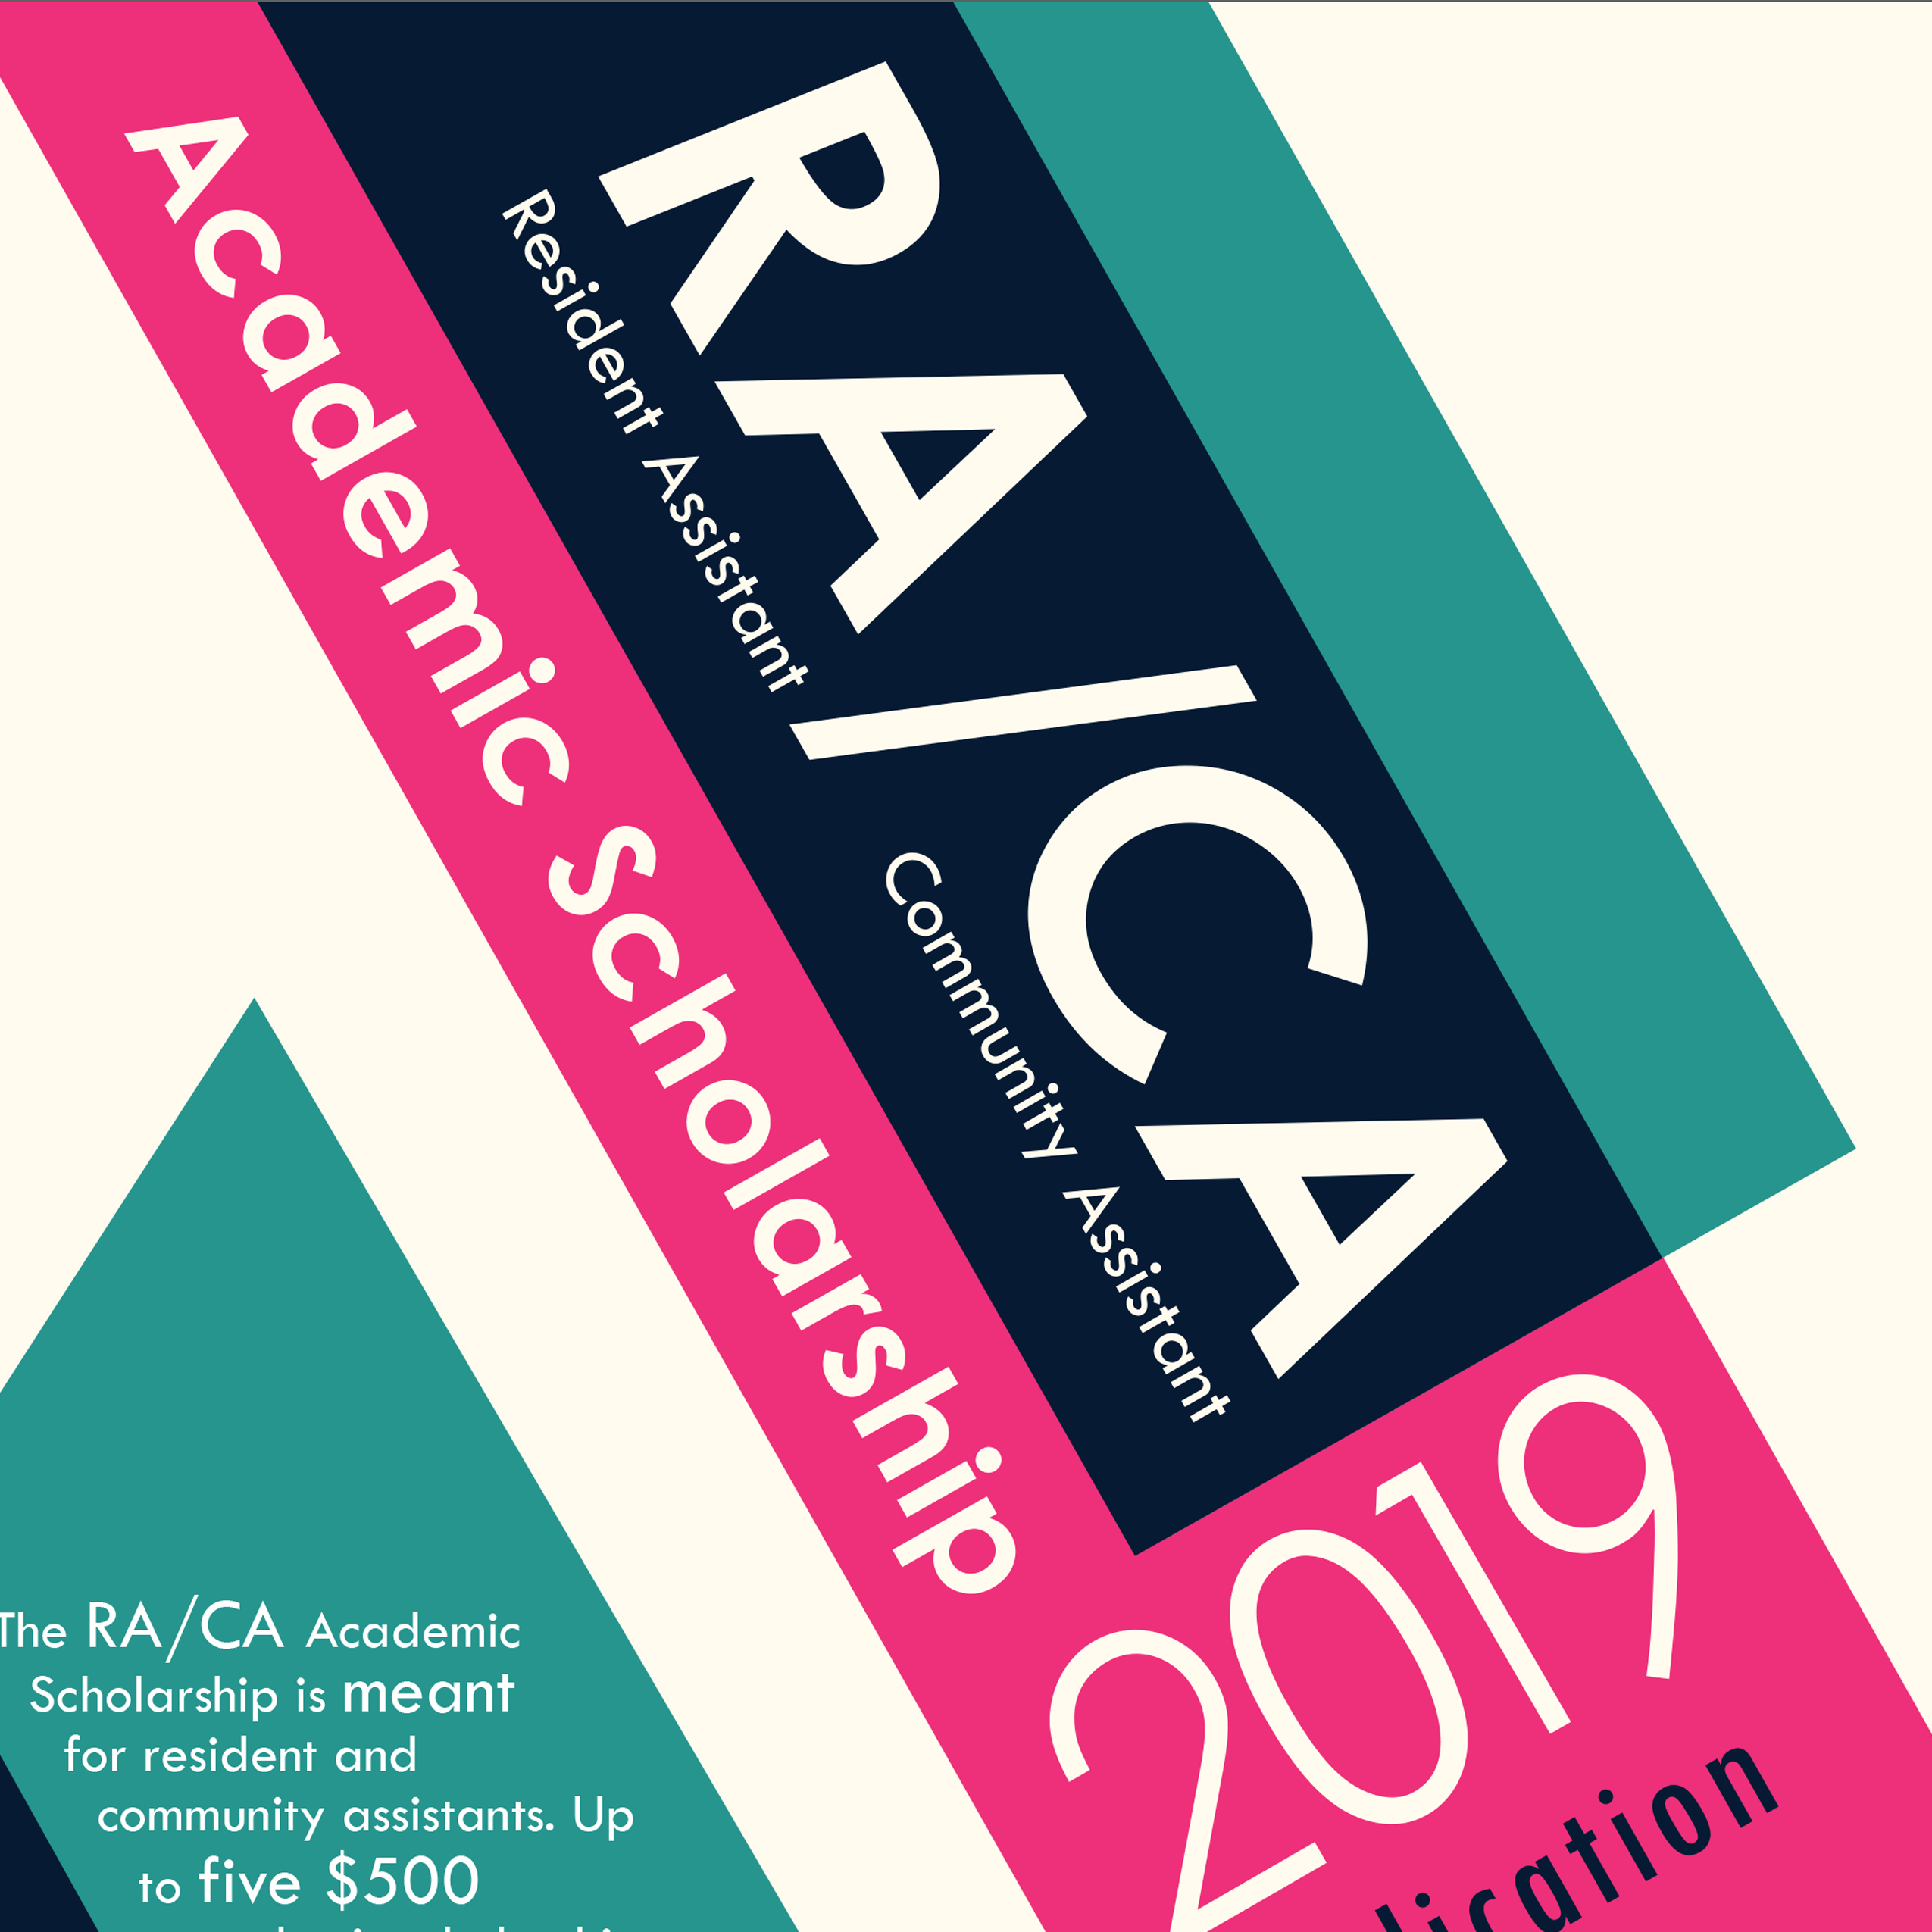 RA/CA
Resident Assistant
Community Assistant
Academic Scholarship
2019
The RA/CA Academic
Scholarship is meant
for resident and
community assistants. Up
to five $500